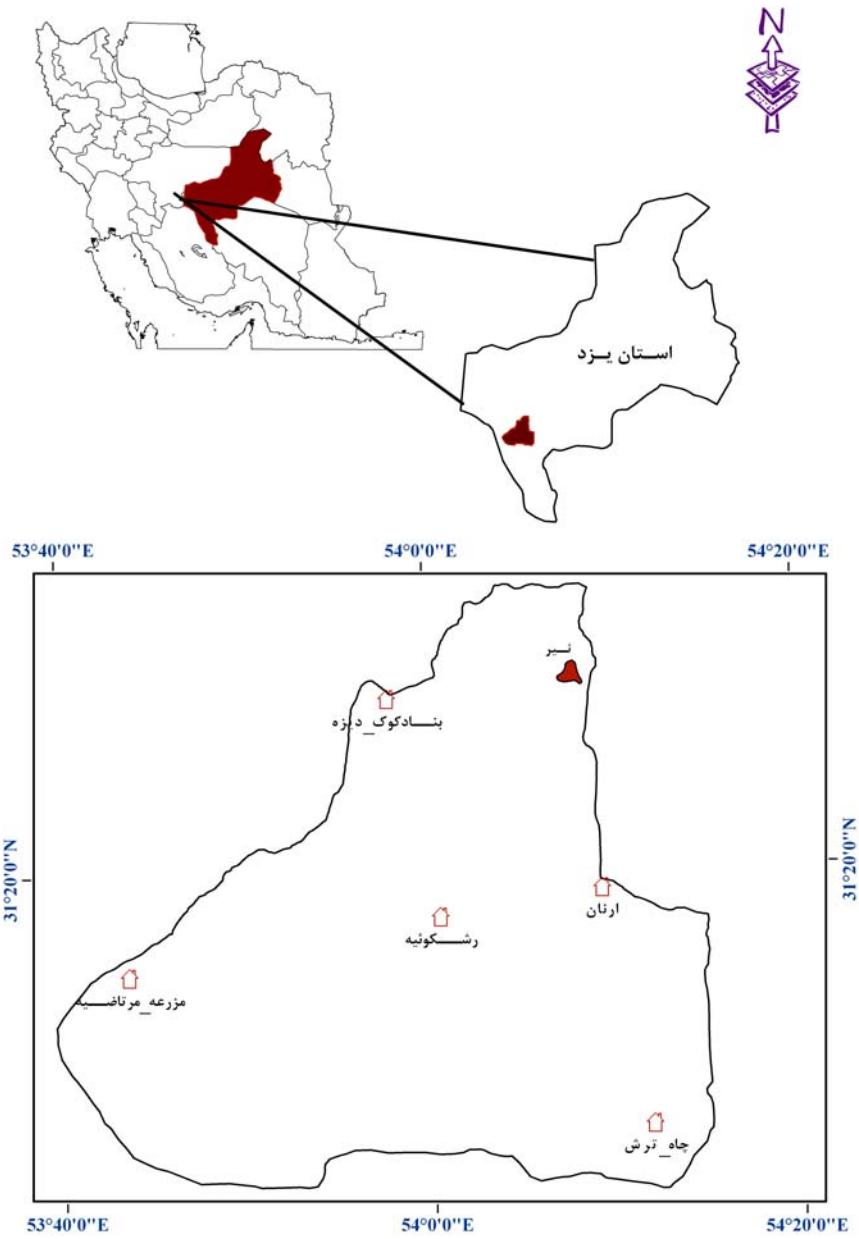 N
استان یزد
53°40'0"E
54°0'0"E
54°20'0"E
نیر
بنادکوک_دیزه
31°20'0"N
31°20'0"N
ارنان
رشکوئیه
مزرعه_مرتاضیه
چاه_ترش
53°40'0"E
54°0'0"E
54°20'0"E